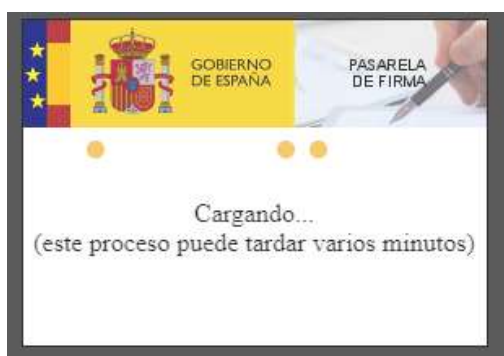 GOBIERNO
DE ESPAÑA
PASARELA
DE FIRMA
Cargando...
(este proceso puede tardar varios minutos)